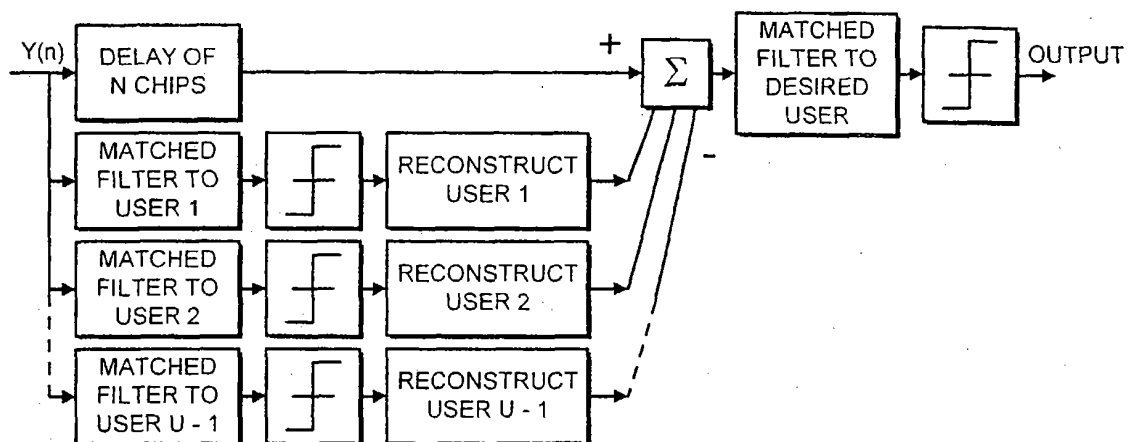 Y(n)
DELAY OF
N CHIPS
+
Σ
-
MATCHED
FILTER TO
DESIRED
USER
OUTPUT
MATCHED
FILTER TO
USER 1
RECONSTRUCT
USER 1
MATCHED
FILTER TO
USER 2
RECONSTRUCT
USER 2
MATCHED
FILTER TO
USER U - 1
RECONSTRUCT
USER U - 1